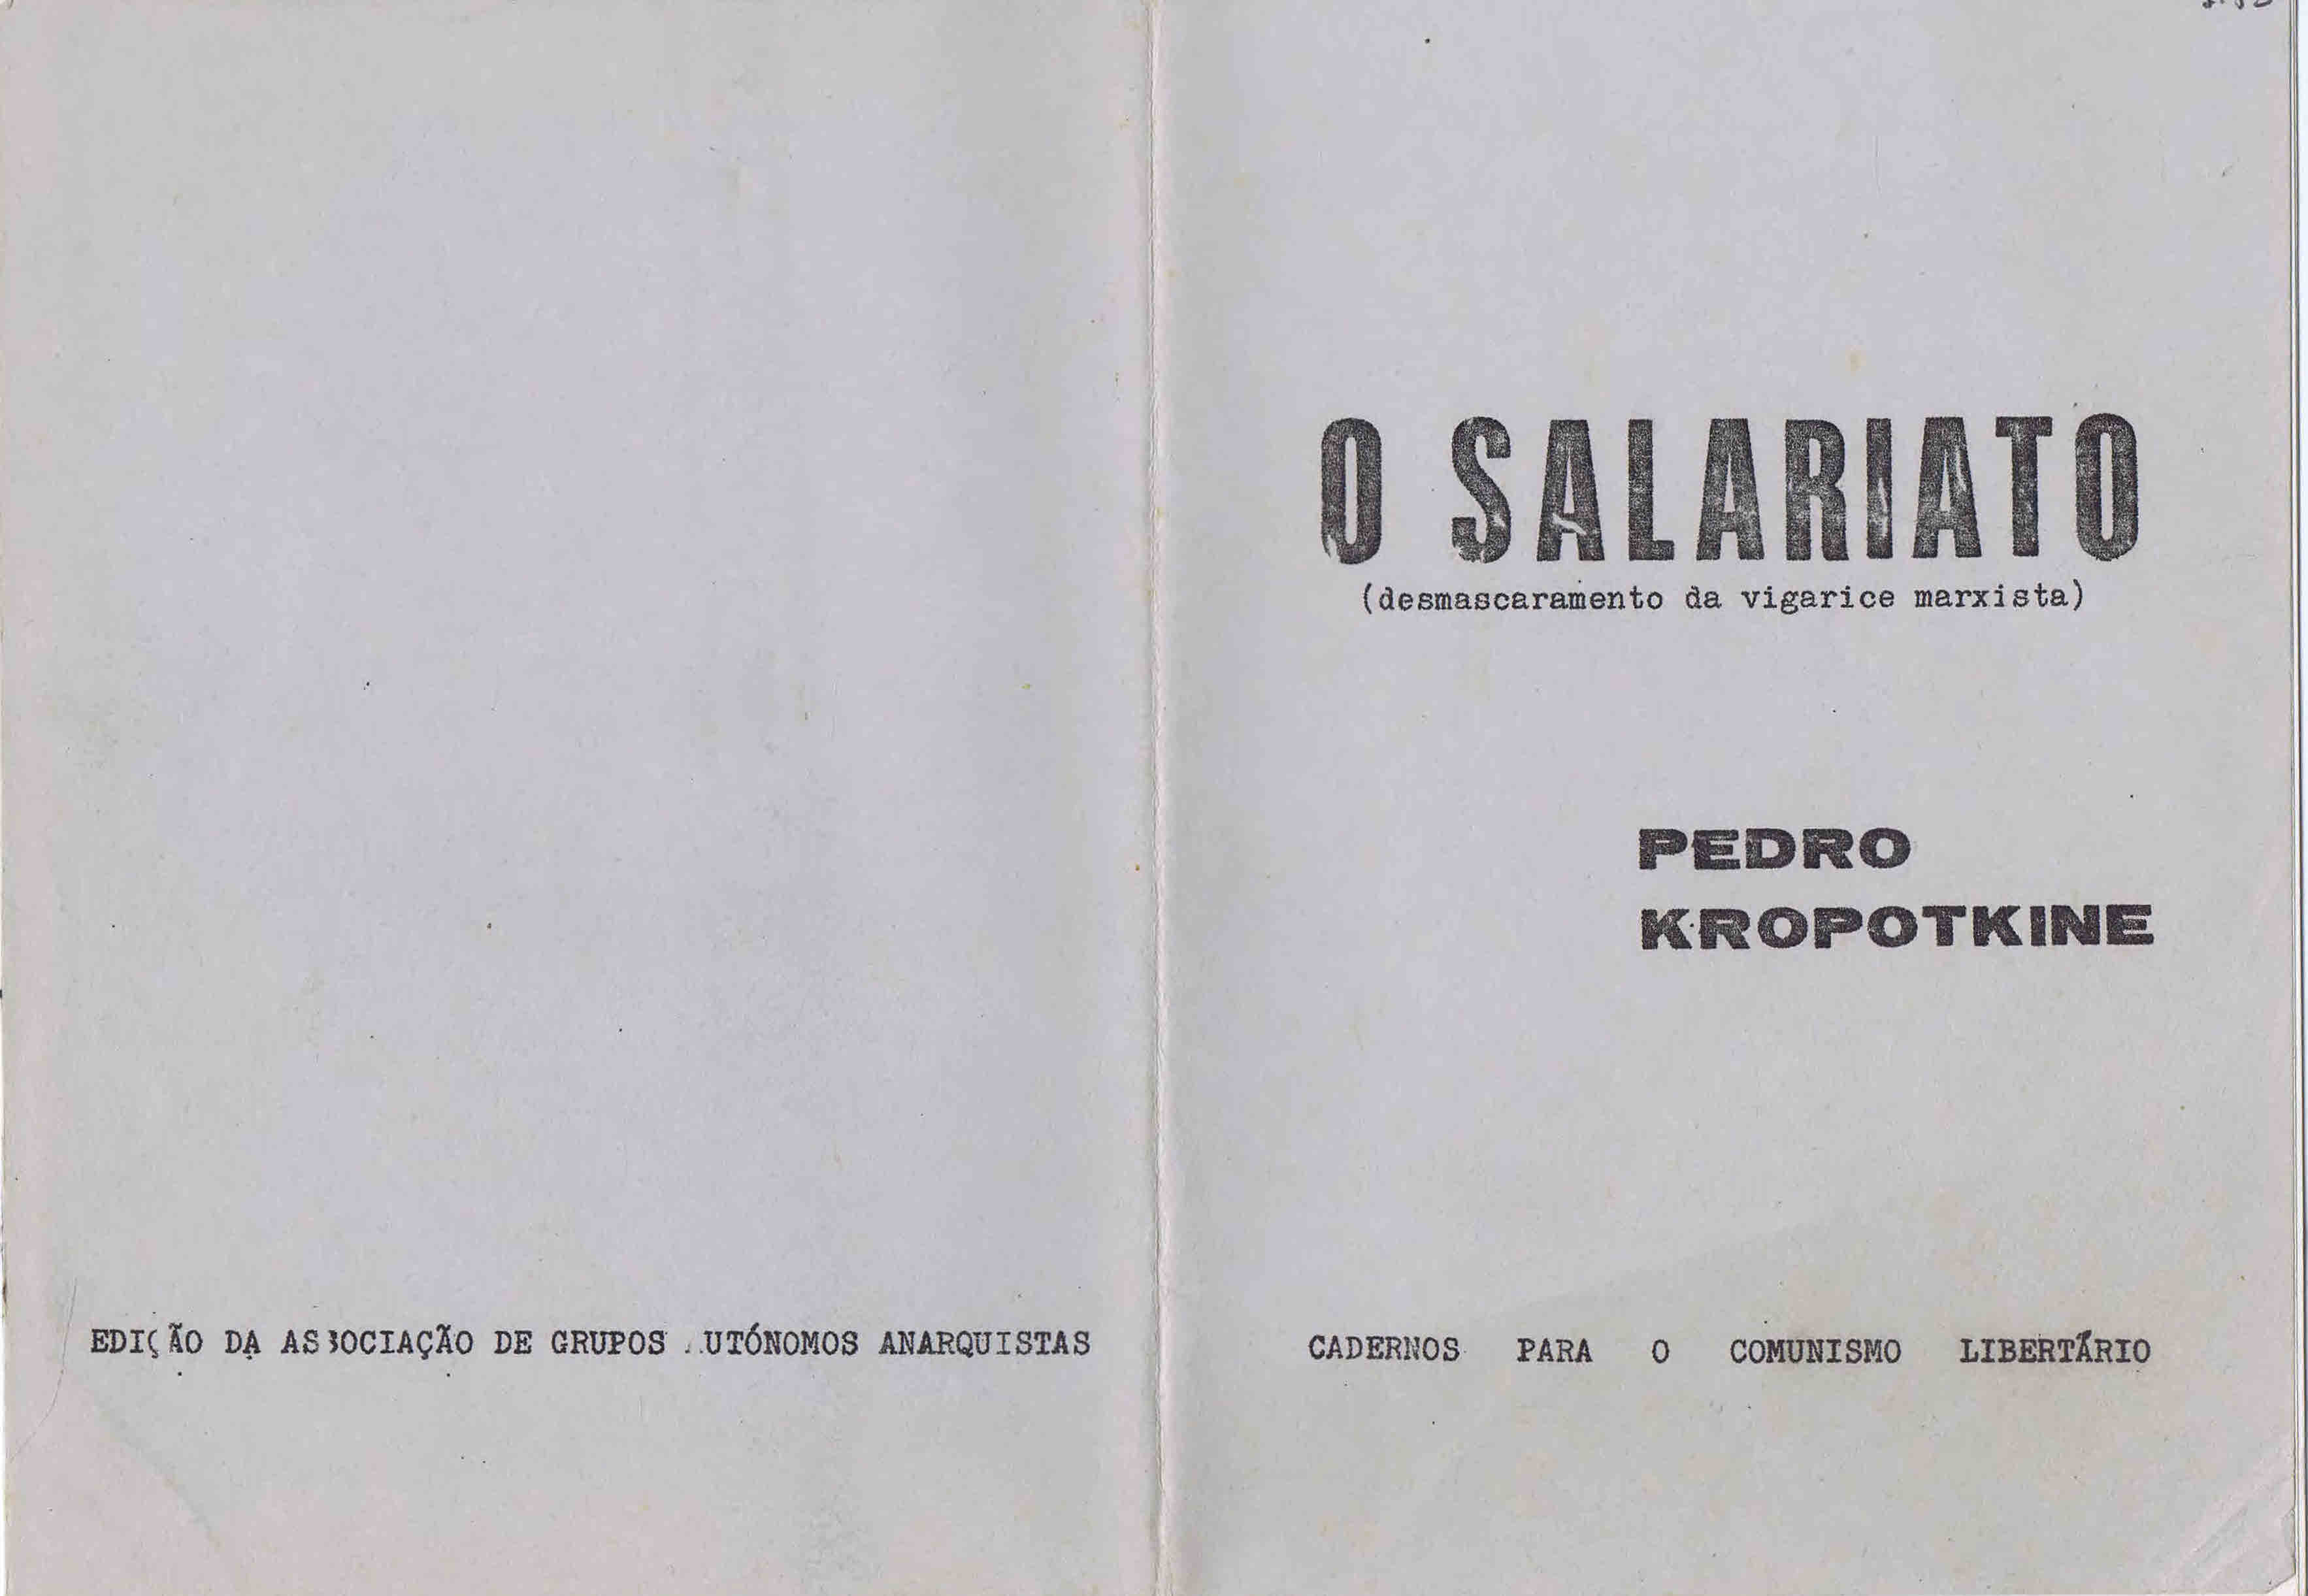 O SALARIATO
(desmascaramento da vigarice marxista)
PEDRO
KROPOTKINE
EDIÇÃO DA ASSOCIAÇÃO DE GRUPOS AUTÓNOMOS ANARQUISTAS
CADERNOS PARA O COMUNISMO LIBERTÁRIO